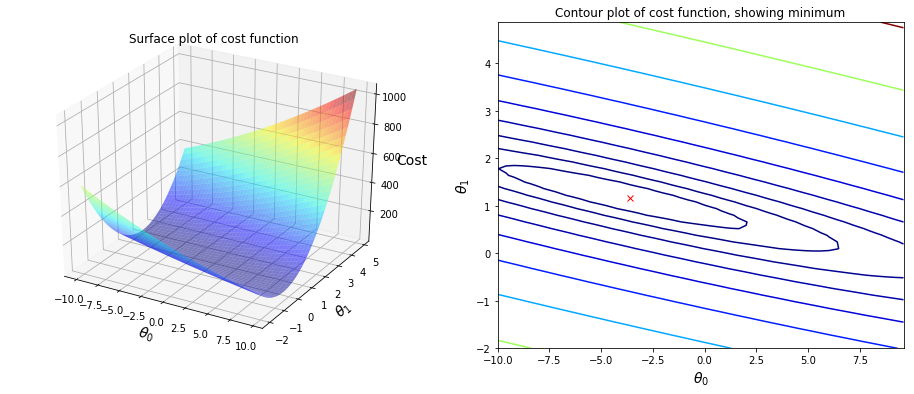 Surface plot of cost function
1000
800
600
400
200
Cost
−10.0 −7.5 −5.0 −2.5 0.0 2.5 5.0 7.5 10.0
θ0
−2 −1 0 1 2 3 4 5
θ1
Contour plot of cost function, showing minimum
4
3
2
1
0
−1
−2
θ1
−10.0 −7.5 −5.0 −2.5 0.0 2.5 5.0 7.5
θ0